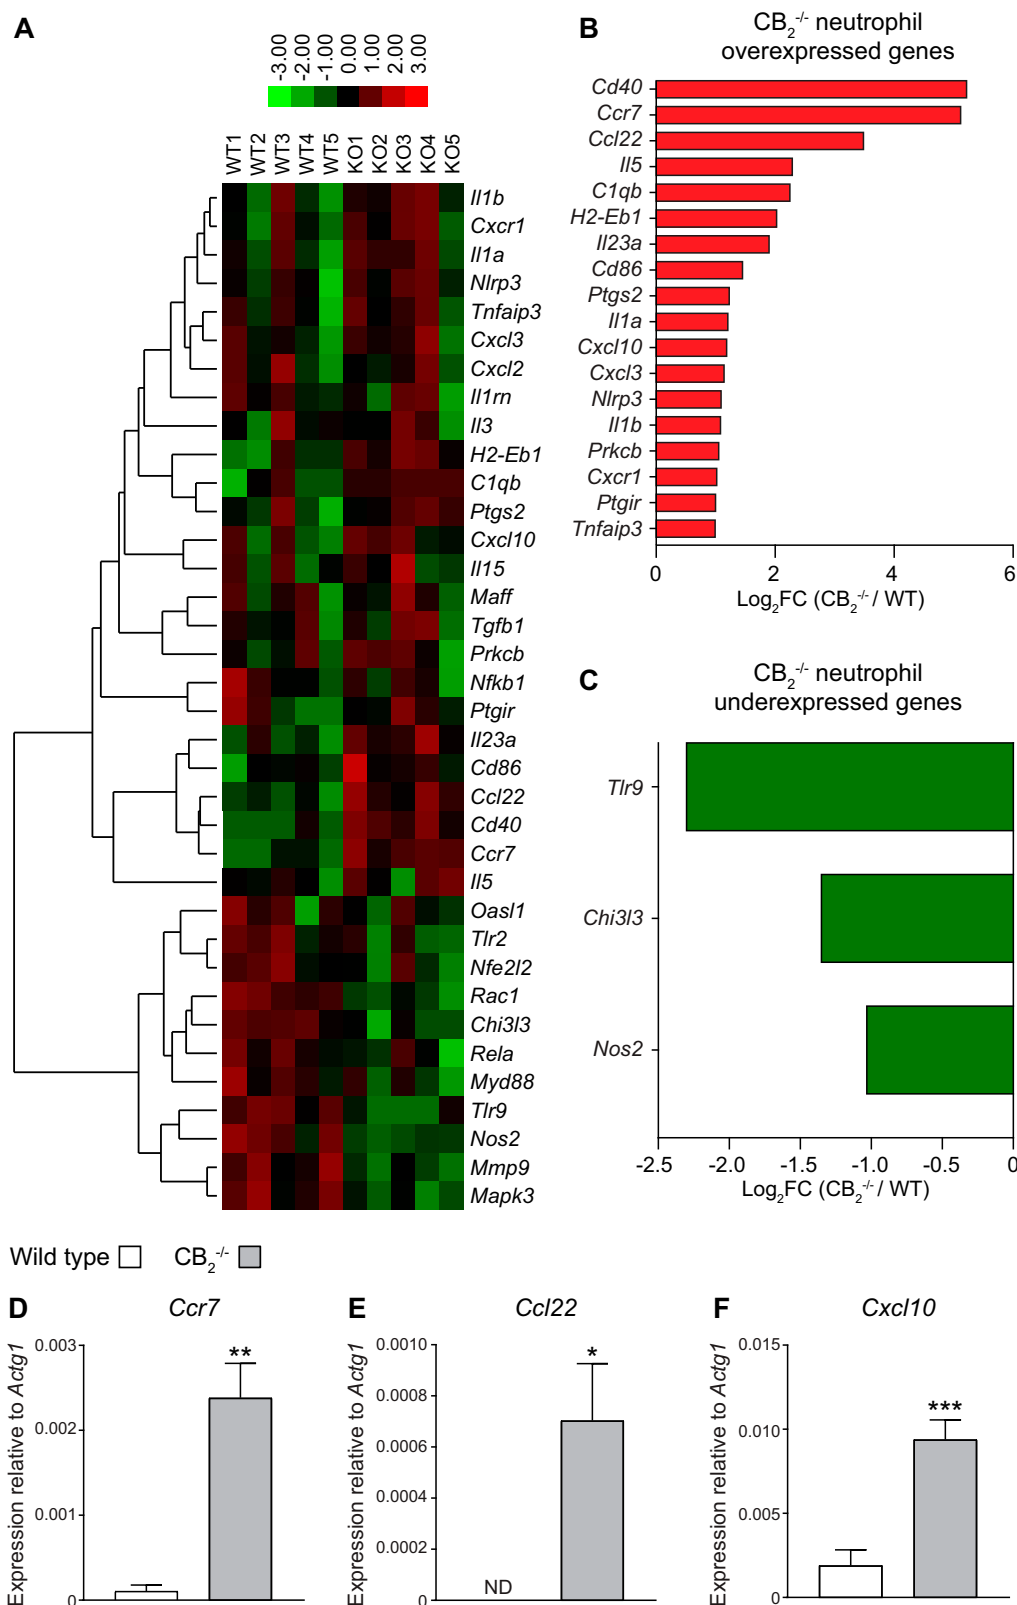 A
-3.00 -2.00 -1.00 0.00 1.00 2.00 3.00
WT1 WT2 WT3 WT4 WT5 KO1 KO2 KO3 KO4 KO5
Il1b
Cxcr1
Il1a
Nlrp3
Tnfaip3
Cxcl3
Cxcl2
Il1rn
Il3
H2-Eb1
C1qb
Ptgs2
Cxcl10
Il15
Maff
Tgfb1
Prkcb
Nfkb1
Ptgir
Il23a
Cd86
Ccl22
Cd40
Ccr7
Il5
Oasl1
Tlr2
Nfe2l2
Rac1
Chi3l3
Rela
Myd88
Tlr9
Nos2
Mmp9
Mapk3
B
CB₂⁻/⁻ neutrophil
overexpressed genes
Cd40
Ccr7
Ccl22
Il5
C1qb
H2-Eb1
Il23a
Cd86
Ptgs2
Il1a
Cxcl10
Cxcl3
Nlrp3
Il1b
Prkcb
Cxcr1
Ptgir
Tnfaip3
0 2 4 6
Log₂FC (CB₂⁻/⁻ / WT)
C
CB₂⁻/⁻ neutrophil
underexpressed genes
Tlr9
Chi3l3
Nos2
-2.5 -2.0 -1.5 -1.0 -0.5 0
Log₂FC (CB₂⁻/⁻ / WT)
Wild type CB₂⁻/⁻
D
Ccr7
Expression relative to Actg1
0.003
0.002
0.001
0
**
E
Ccl22
Expression relative to Actg1
0.0010
0.0008
0.0006
0.0004
0.0002
0
ND
*
F
Cxcl10
Expression relative to Actg1
0.015
0.010
0.005
0
***